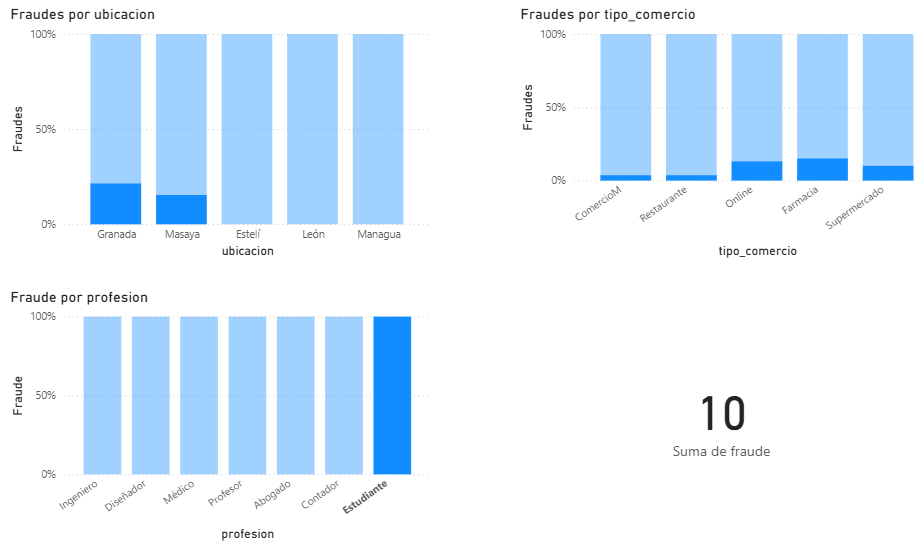 Fraudes por ubicacion
100%
50%
0%
Fraudes
Granada
Masaya
Estelí
León
Managua
ubicacion
Fraudes por tipo_comercio
100%
50%
0%
Fraudes
ComercioM
Restaurante
Online
Farmacia
Supermercado
tipo_comercio
Fraude por profesion
100%
50%
0%
Fraude
Ingeniero
Diseñador
Médico
Profesor
Abogado
Contador
Estudiante
profesion
10
Suma de fraude